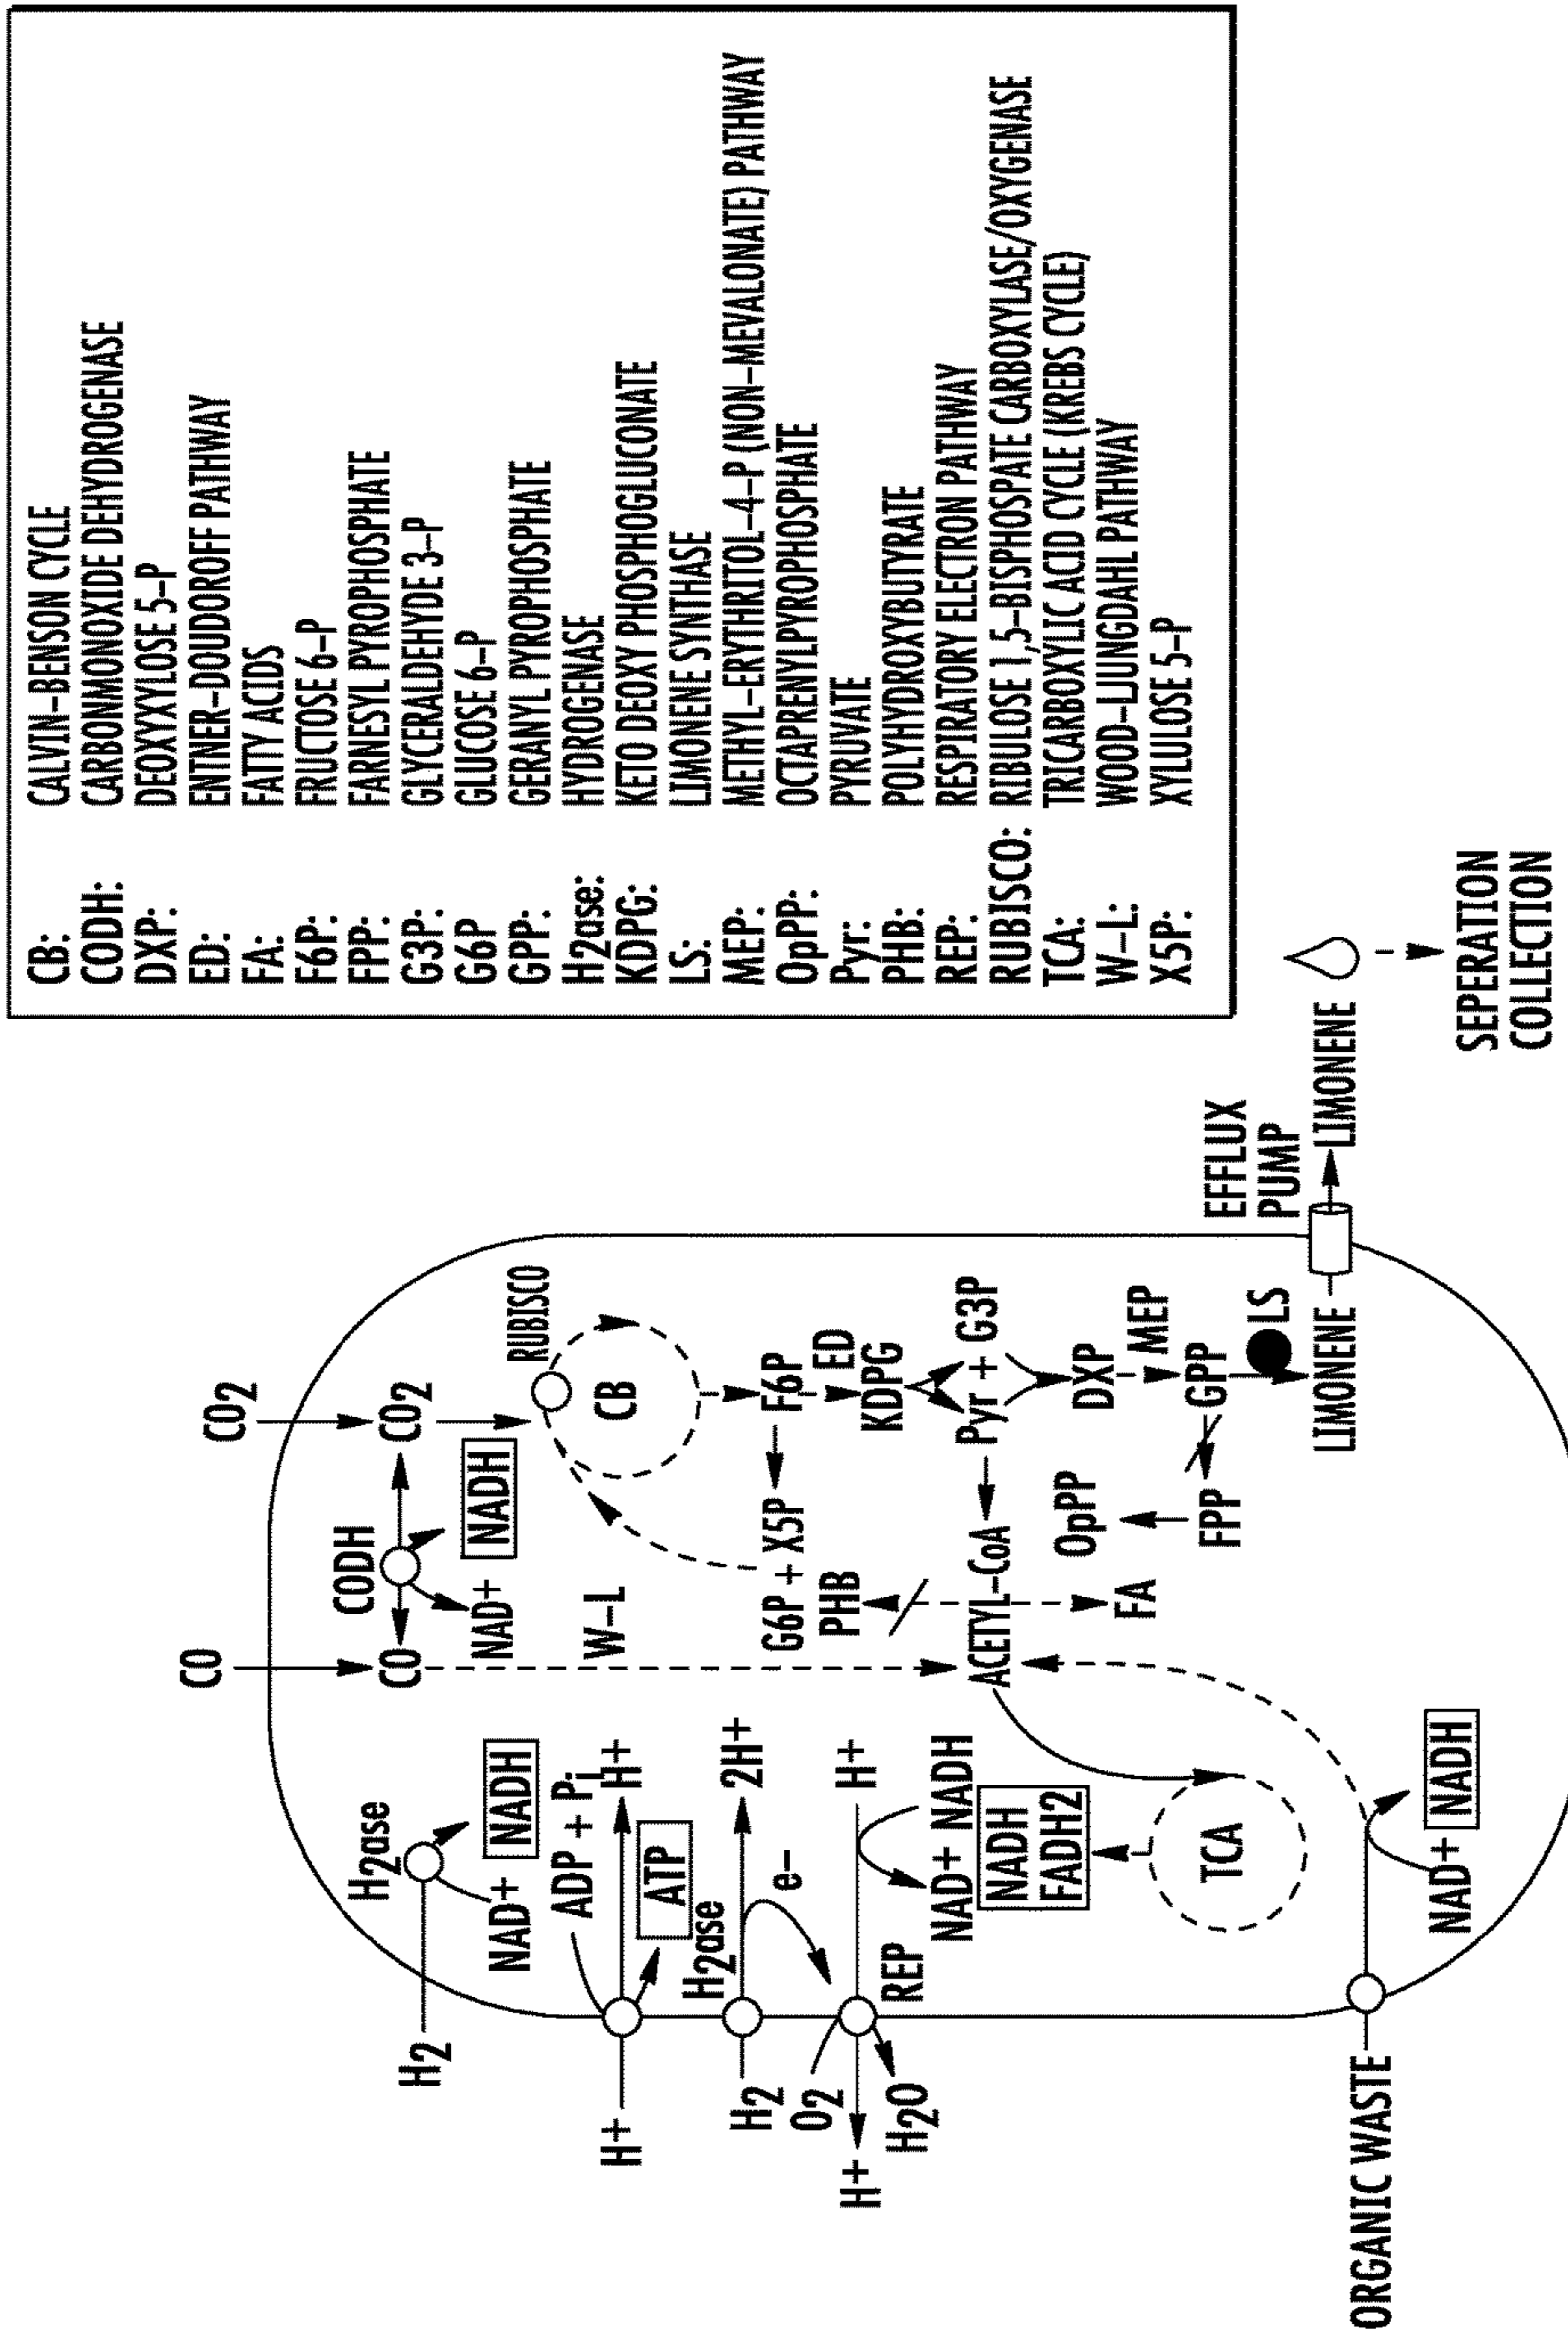 CB: CALVIN–BENSON CYCLE
CODH: CARBONMONOXIDE DEHYDROGENASE
DXP: DEOXYXYLOSE 5–P
ED: ENTNER–DOUDOROFF PATHWAY
FA: FATTY ACIDS
F6P: FRUCTOSE 6–P
FPP: FARNESYL PYROPHOSPHATE
G3P: GLYCERALDEHYDE 3–P
G6P GLUCOSE 6–P
GPP: GERANYL PYROPHOSPHATE
H2ase: HYDROGENASE
KDPG: KETO DEOXY PHOSPHOGLUCONATE
LS: LIMONENE SYNTHASE
MEP: METHYL–ERYTHRITOL–4–P (NON–MEVALONATE) PATHWAY
OpPP: OCTAPRENYLPYROPHOSPHATE
Pyr: PYRUVATE
PHB: POLYHYDROXYBUTYRATE
REP: RESPIRATORY ELECTRON PATHWAY
RUBISCO: RIBULOSE 1,5–BISPHOSPATE CARBOXYLASE/OXYGENASE
TCA: TRICARBOXYLIC ACID CYCLE (KREBS CYCLE)
W–L: WOOD–LJUNGDAHL PATHWAY
X5P: XYLULOSE 5–P
CO
CO2
CODH
CO
CO2
NAD+
NADH
W–L
RUBISCO
CB
H2
H2ase
NAD+
NADH
H+
ADP + Pi
H+
ATP
H2
H2ase
2H+
e–
O2
H+
H+
H2O
REP
NAD+ NADH
NADH
FADH2
TCA
G6P + X5P
F6P
PHB
ED
KDPG
ACETYL–CoA
Pyr + G3P
OpPP
DXP
FA
MEP
FPP
GPP
LS
LIMONENE
EFFLUX
PUMP
LIMONENE
SEPERATION
COLLECTION
ORGANIC WASTE
NAD+
NADH